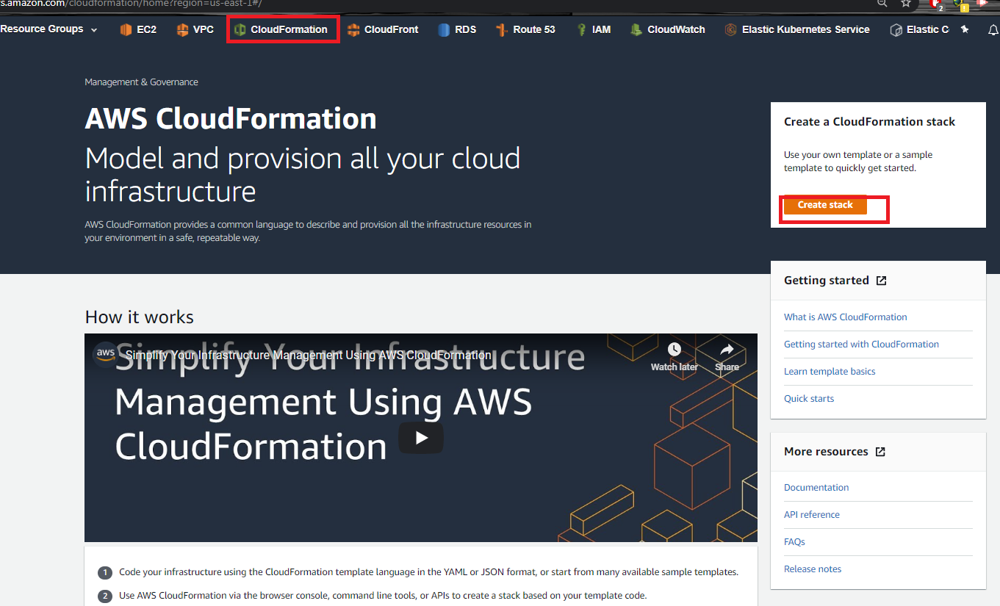 s.amazon.com/cloudformation/home?region=us-east-1#/
2
1
Resource Groups
EC2
VPC
CloudFormation
CloudFront
RDS
Route 53
IAM
CloudWatch
Elastic Kubernetes Service
Elastic C
Management & Governance
AWS CloudFormation
Model and provision all your cloud
infrastructure
AWS CloudFormation provides a common language to describe and provision all the infrastructure resources in
your environment in a safe, repeatable way.
Create a CloudFormation stack
Use your own template or a sample
template to quickly get started.
Create stack
Getting started
What is AWS CloudFormation
Getting started with CloudFormation
Learn template basics
Quick starts
How it works
aws
Simplify Your Infrastructure Management Using AWS CloudFormation
Watch later
Share
Simplify Your Infrastructure
Management Using AWS
CloudFormation
More resources
Documentation
API reference
FAQs
Release notes
1 Code your infrastructure using the CloudFormation template language in the YAML or JSON format, or start from many available sample templates.
2 Use AWS CloudFormation via the browser console, command line tools, or APIs to create a stack based on your template code.